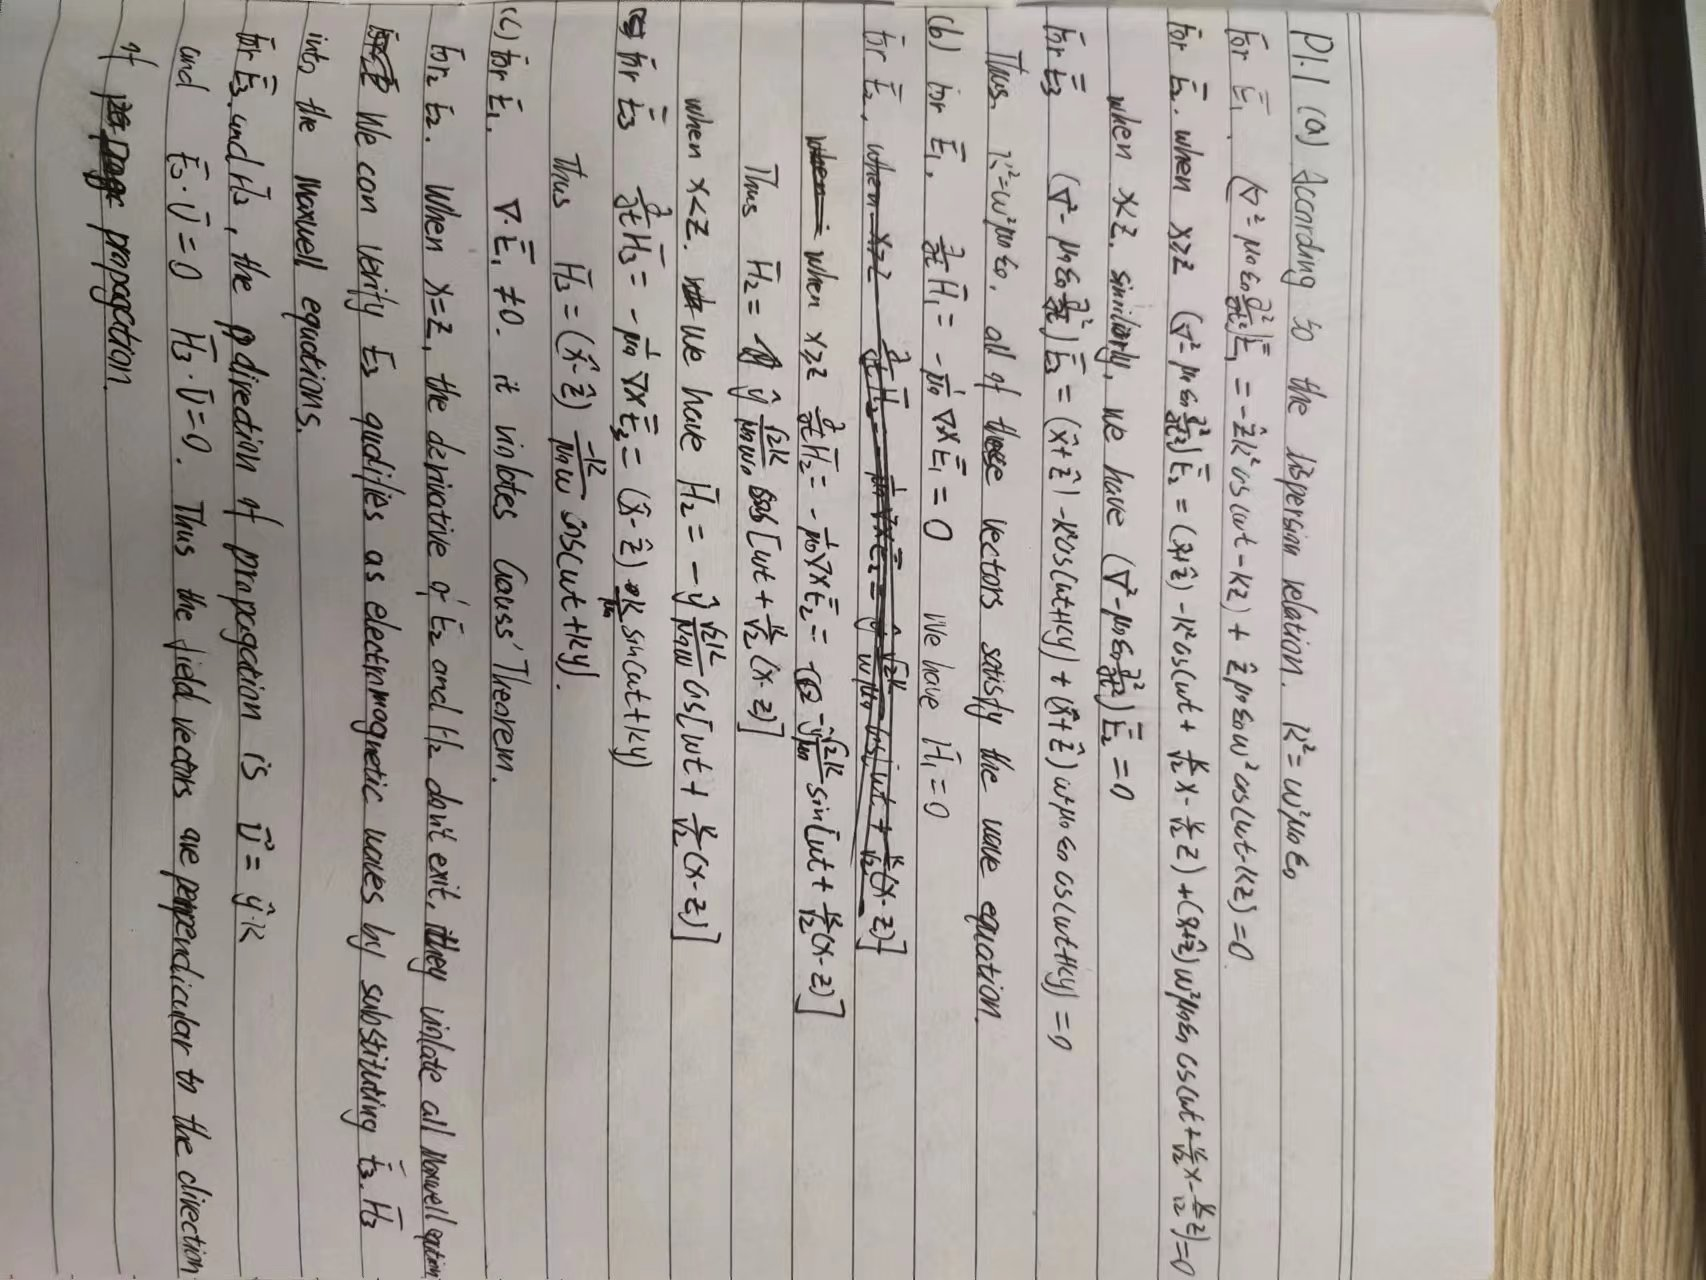 P1.1 (a) According to the dispersion relation. K² = ω²μ₀ε₀
For Ē₁, (∇² - μ₀ε₀ ∂²/∂t²)Ē₁ = -ẑk²cos(ωt-kz) + ẑμ₀ε₀ω²cos(ωt-kz) = 0
For Ē₂. when x≥z (∇² - μ₀ε₀ ∂²/∂t²)Ē₂ = (x̂+ẑ) -k²cos(ωt + k/√2 x - k/√2 z) + (x̂+ẑ)ω²μ₀ε₀ cos(ωt + k/√2 x - k/√2 z) = 0
when x<z. similarly, we have (∇² - μ₀ε₀ ∂²/∂t²)Ē₂ = 0
For Ē₃ (∇² - μ₀ε₀ ∂²/∂t²)Ē₃ = (x̂+ẑ) -k²cos(ωt+ky) + (x̂+ẑ)ω²μ₀ε₀ cos(ωt+ky) = 0
Thus. K²=ω²μ₀ε₀, all of these vectors satisfy the wave equation.
(b) for Ē₁, ∂/∂t H̄₁ = -1/μ₀ ∇×Ē₁ = 0 We have H̄₁ = 0
For Ē₂,
when x≥z ∂/∂t H̄₂ = -1/μ₀ ∇×Ē₂ = -ŷ √2k/μ₀ sin[ωt + k/√2 (x-z)]
Thus H̄₂ = ŷ √2k/μ₀ω cos[ωt + k/√2 (x-z)]
when x<z. We have H̄₂ = -ŷ √2k/μ₀ω cos[ωt + k/√2 (x-z)]
for Ē₃ ∂/∂t H̄₃ = -1/μ₀ ∇×Ē₃ = (x̂-ẑ) k/μ₀ sin(ωt+ky)
Thus H̄₃ = (x̂-ẑ) -k/μ₀ω cos(ωt+ky).
(c) for Ē₁. ∇·Ē₁ ≠ 0. it violates Gauss' Theorem.
For Ē₂. When x=z, the derivative of Ē₂ and H̄₂ don't exit, they violate all Maxwell eqution
We can verify Ē₃ qualifies as electromagnetic waves by substituting Ē₃. H̄₃
into the Maxwell equations.
For Ē₃ and H̄₃, the direction of propagation is Ū = ŷ·k
and Ē₃·Ū = 0 H̄₃·Ū = 0. Thus the field vectors are perpendicular to the direction
of propagation.